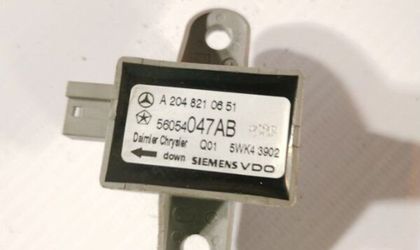 A 204 821 06 51
56054047AB
Daimler Chrysler Q01 5WK4 3902
down SIEMENS VDO